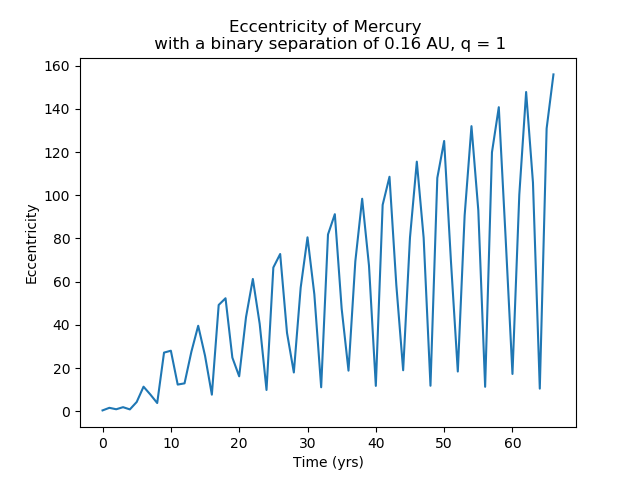 Eccentricity of Mercury
with a binary separation of 0.16 AU, q = 1
160
140
120
100
80
60
40
20
0
Eccentricity
0 10 20 30 40 50 60
Time (yrs)